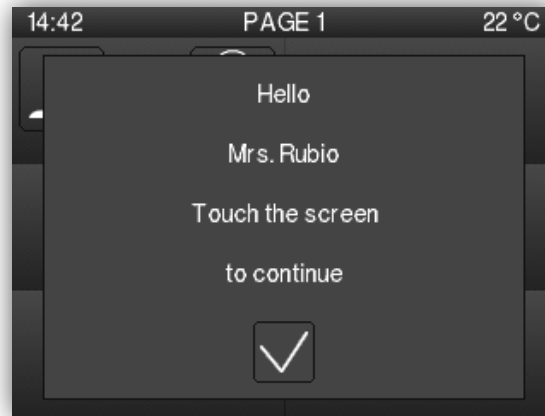 14:42 PAGE 1 22 °C
Hello
Mrs. Rubio
Touch the screen
to continue